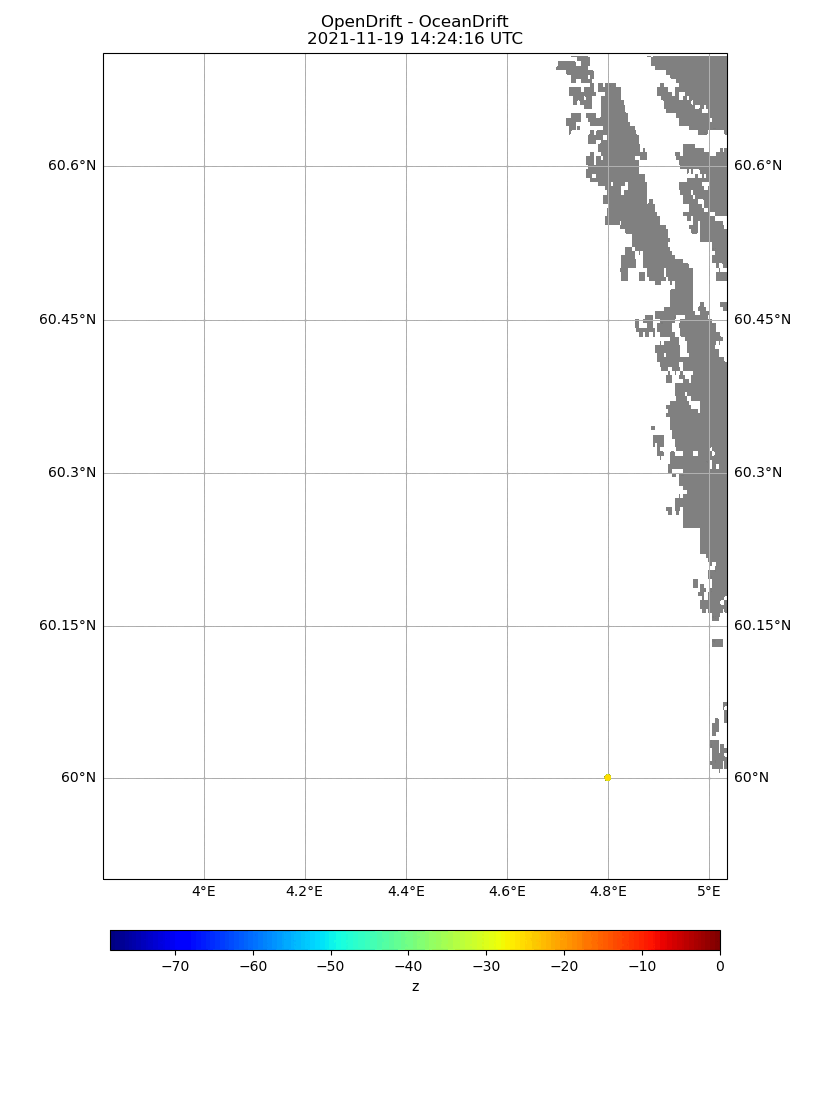 OpenDrift - OceanDrift
2021-11-19 14:24:16 UTC
60.6°N 60.6°N
60.45°N 60.45°N
60.3°N 60.3°N
60.15°N 60.15°N
60°N 60°N
4°E 4.2°E 4.4°E 4.6°E 4.8°E 5°E
−70 −60 −50 −40 −30 −20 −10 0
z